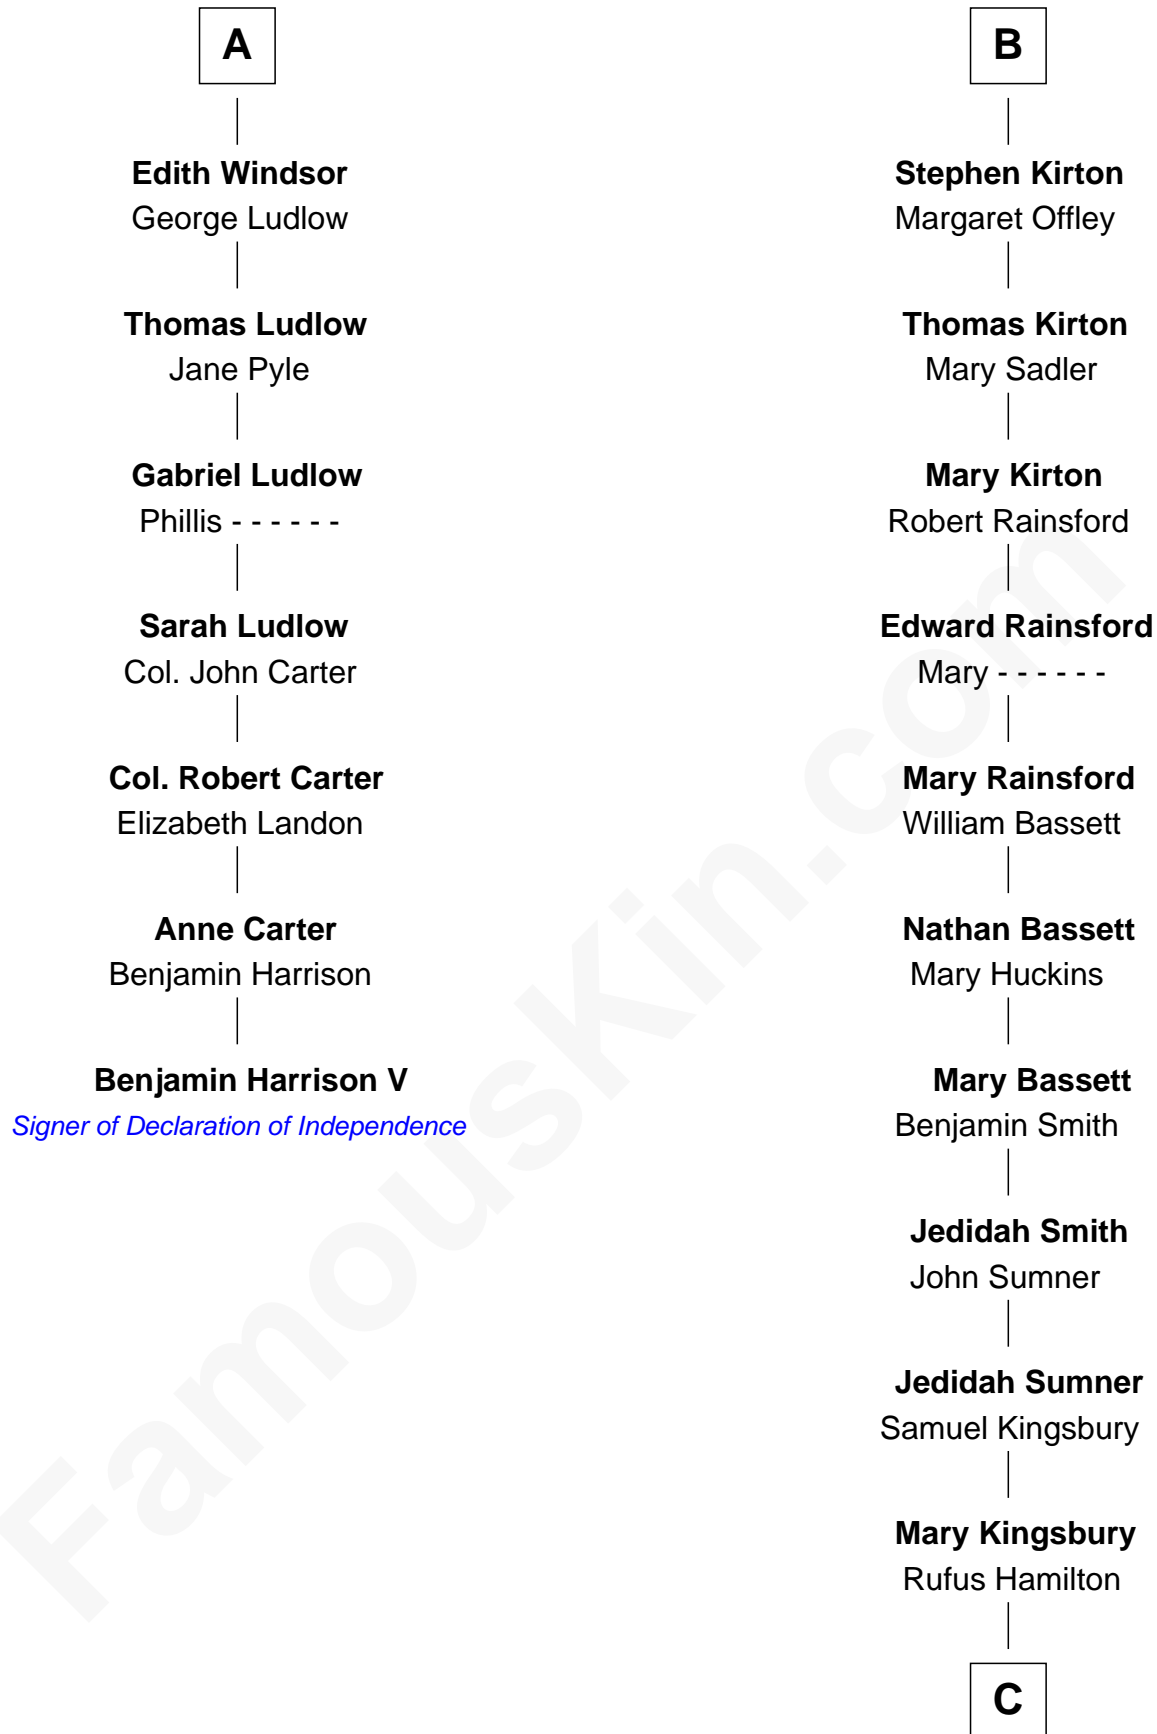 A
Edith Windsor
George Ludlow
Thomas Ludlow
Jane Pyle
Gabriel Ludlow
Phillis - - - - - -
Sarah Ludlow
Col. John Carter
Col. Robert Carter
Elizabeth Landon
Anne Carter
Benjamin Harrison
Benjamin Harrison V
Signer of Declaration of Independence
B
Stephen Kirton
Margaret Offley
Thomas Kirton
Mary Sadler
Mary Kirton
Robert Rainsford
Edward Rainsford
Mary - - - - - -
Mary Rainsford
William Bassett
Nathan Bassett
Mary Huckins
Mary Bassett
Benjamin Smith
Jedidah Smith
John Sumner
Jedidah Sumner
Samuel Kingsbury
Mary Kingsbury
Rufus Hamilton
C
FamousKin.com